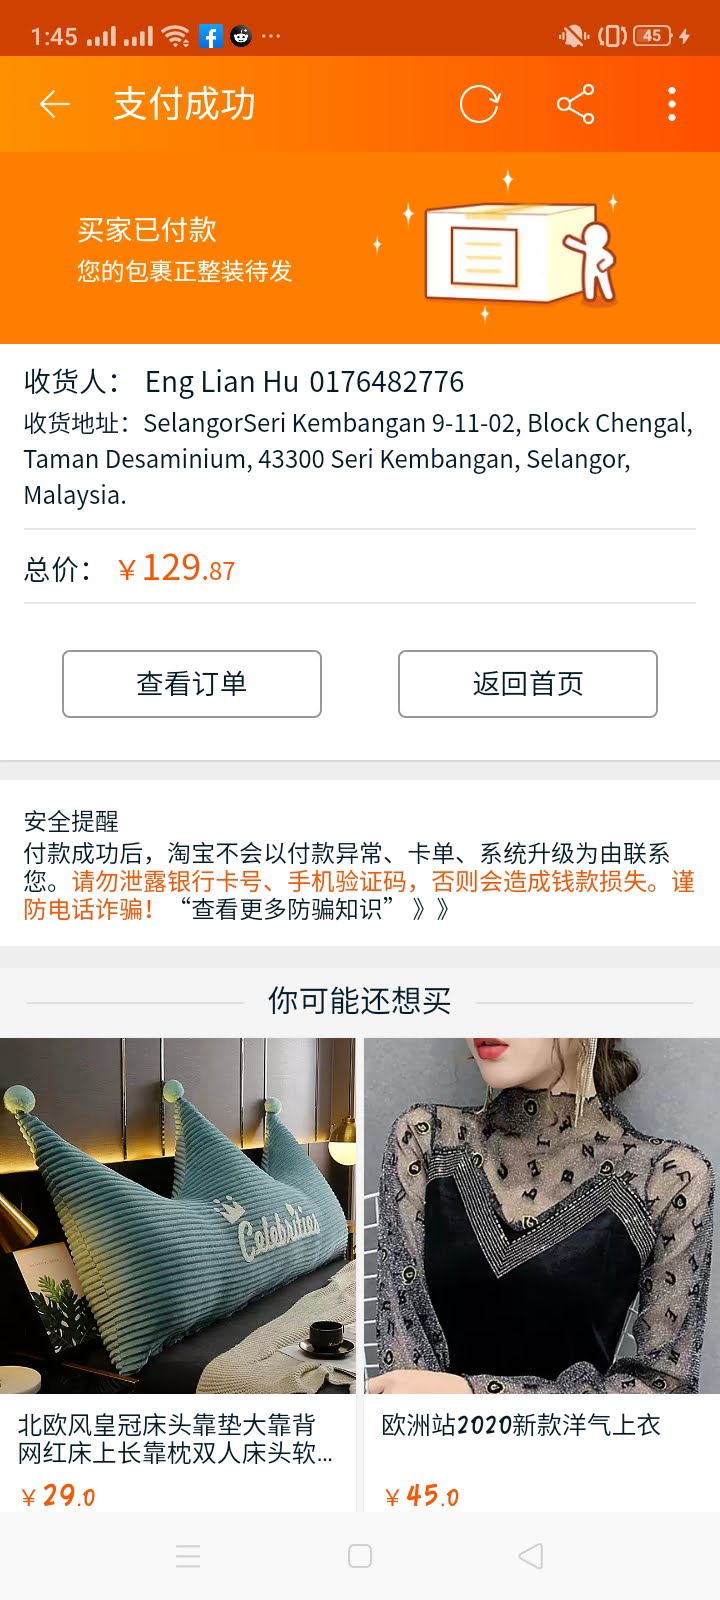 1:45
45
支付成功
买家已付款
您的包裹正整装待发
收货人： Eng Lian Hu 0176482776
收货地址：SelangorSeri Kembangan 9-11-02, Block Chengal,
Taman Desaminium, 43300 Seri Kembangan, Selangor,
Malaysia.
总价： ￥129.87
查看订单
返回首页
安全提醒
付款成功后，淘宝不会以付款异常、卡单、系统升级为由联系
您。请勿泄露银行卡号、手机验证码，否则会造成钱款损失。谨
防电话诈骗！“查看更多防骗知识” 》》
你可能还想买
Celebrities
北欧风皇冠床头靠垫大靠背
网红床上长靠枕双人床头软...
￥29.0
欧洲站2020新款洋气上衣
￥45.0